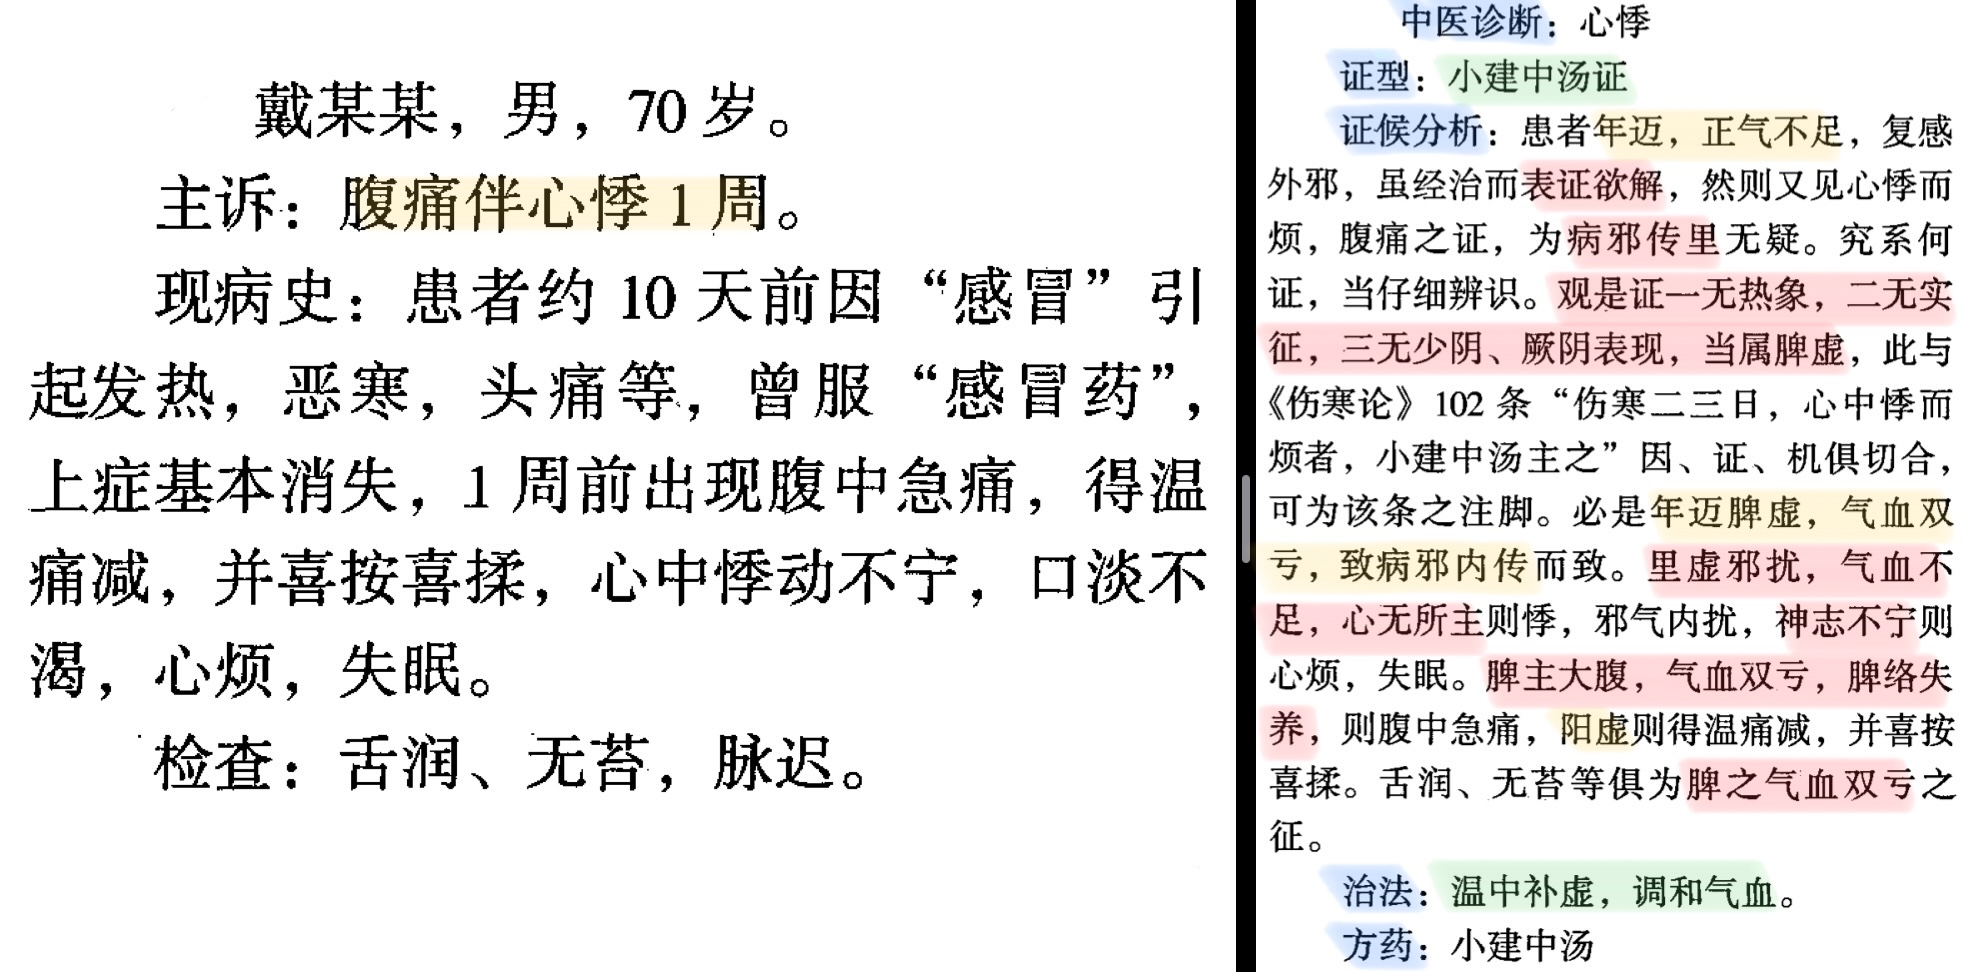 戴某某，男，70岁。
主诉：腹痛伴心悸1周。
现病史：患者约10天前因“感冒”引
起发热，恶寒，头痛等，曾服“感冒药”，
上症基本消失，1周前出现腹中急痛，得温
痛减，并喜按喜揉，心中悸动不宁，口淡不
渴，心烦，失眠。
检查：舌润、无苔，脉迟。
中医诊断：心悸
证型：小建中汤证
证候分析：患者年迈，正气不足，复感
外邪，虽经治而表证欲解，然则又见心悸而
烦，腹痛之证，为病邪传里无疑。究系何
证，当仔细辨识。观是证一无热象，二无实
征，三无少阴、厥阴表现，当属脾虚，此与
《伤寒论》102条“伤寒二三日，心中悸而
烦者，小建中汤主之”因、证、机俱切合，
可为该条之注脚。必是年迈脾虚，气血双
亏，致病邪内传而致。里虚邪扰，气血不
足，心无所主则悸，邪气内扰，神志不宁则
心烦，失眠。脾主大腹，气血双亏，脾络失
养，则腹中急痛，阳虚则得温痛减，并喜按
喜揉。舌润、无苔等俱为脾之气血双亏之
征。
治法：温中补虚，调和气血。
方药：小建中汤